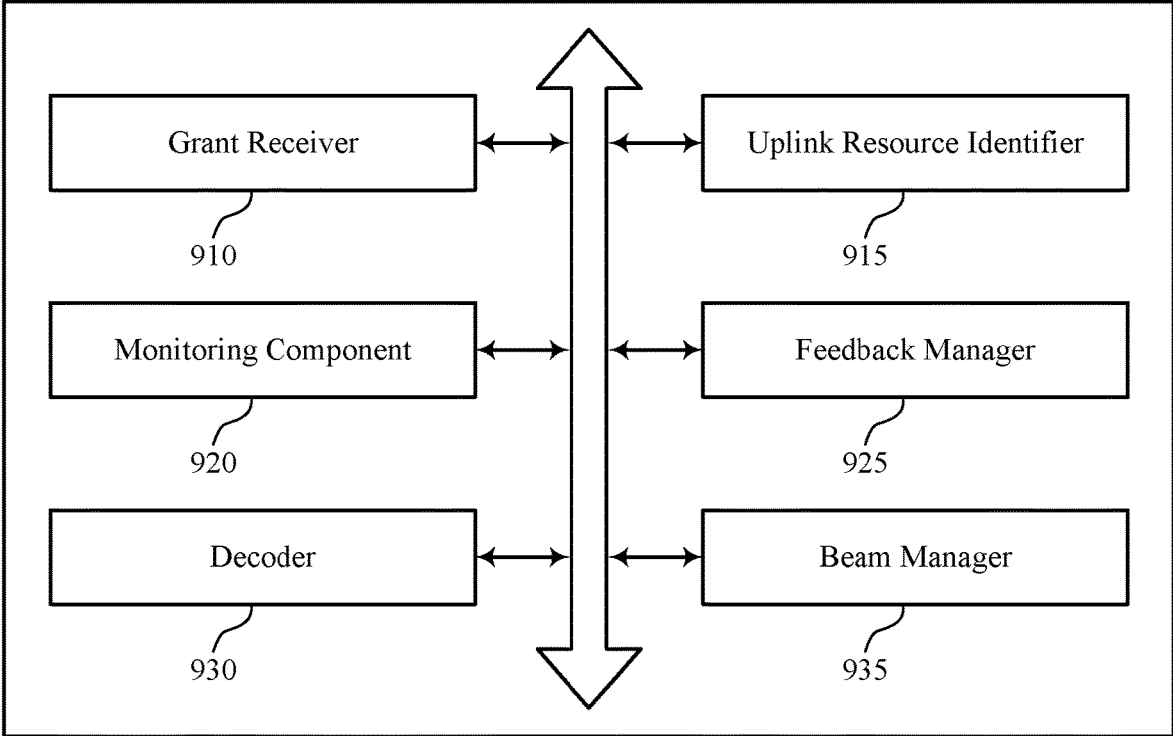 Grant Receiver
910
Uplink Resource Identifier
915
Monitoring Component
920
Feedback Manager
925
Decoder
930
Beam Manager
935